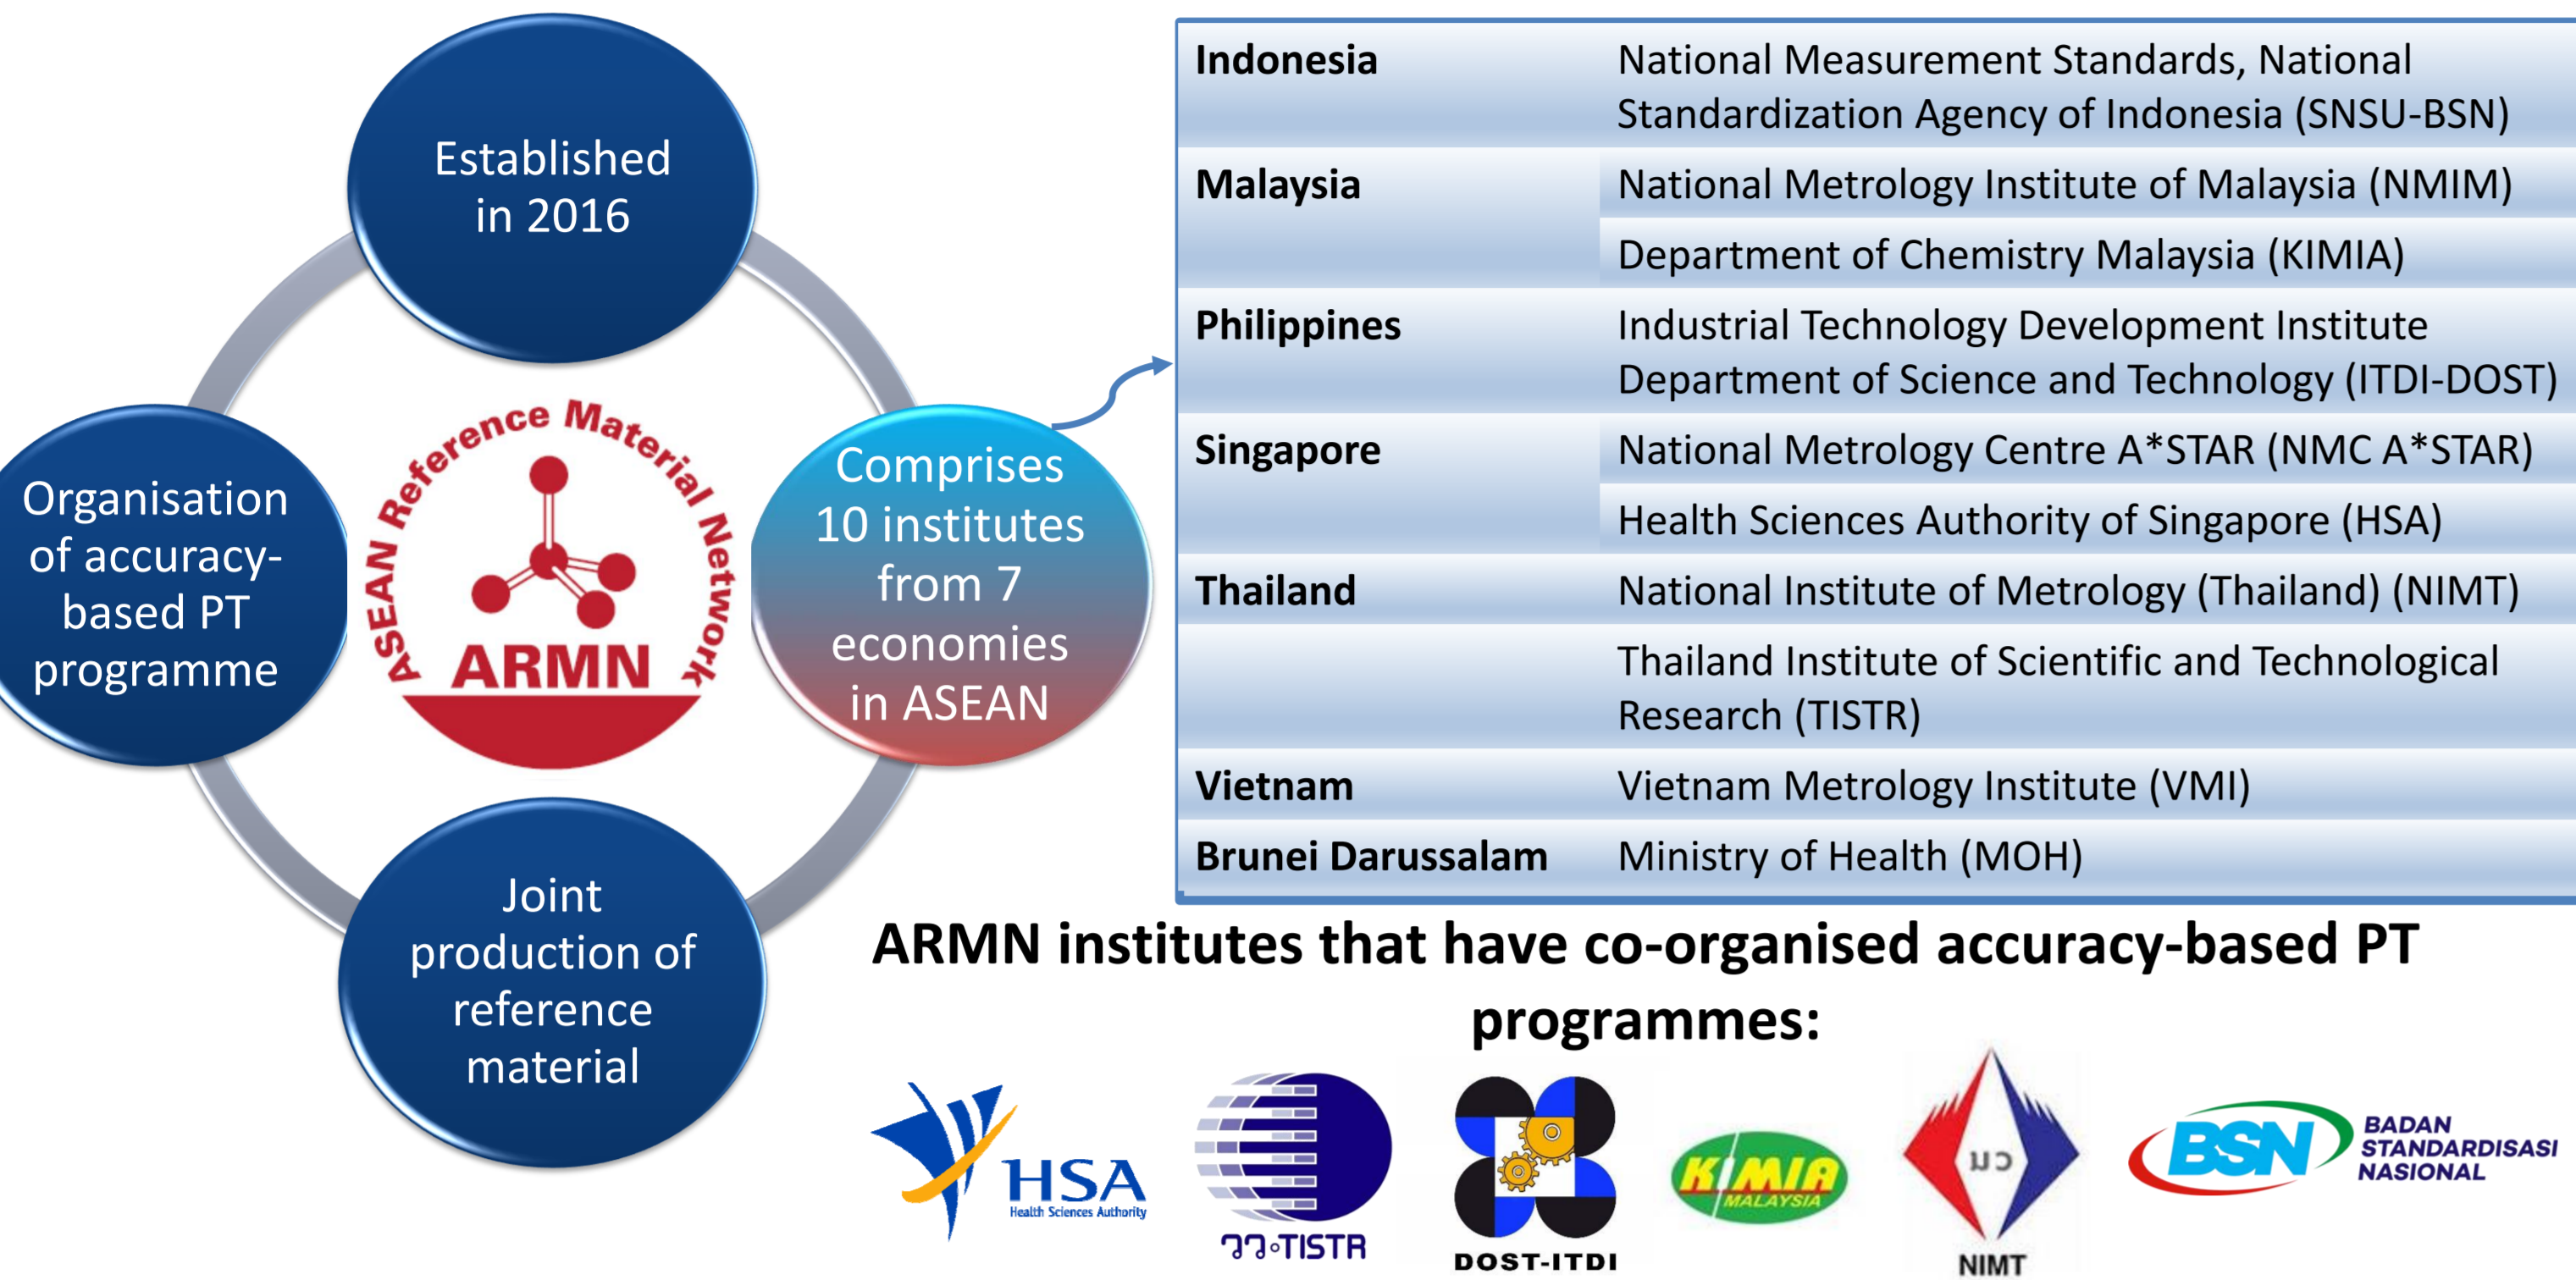 Established
in 2016
Organisation
of accuracy-
based PT
programme
ASEAN Reference Material Network
ARMN
Comprises
10 institutes
from 7
economies
in ASEAN
Joint
production of
reference
material
Indonesia
National Measurement Standards, National
Standardization Agency of Indonesia (SNSU-BSN)
Malaysia
National Metrology Institute of Malaysia (NMIM)
Department of Chemistry Malaysia (KIMIA)
Philippines
Industrial Technology Development Institute
Department of Science and Technology (ITDI-DOST)
Singapore
National Metrology Centre A*STAR (NMC A*STAR)
Health Sciences Authority of Singapore (HSA)
Thailand
National Institute of Metrology (Thailand) (NIMT)
Thailand Institute of Scientific and Technological
Research (TISTR)
Vietnam
Vietnam Metrology Institute (VMI)
Brunei Darussalam
Ministry of Health (MOH)
ARMN institutes that have co-organised accuracy-based PT
programmes:
HSA
Health Sciences Authority
วว°TISTR
DOST-ITDI
KIMIA
MALAYSIA
มว
NIMT
BSN
BADAN
STANDARDISASI
NASIONAL